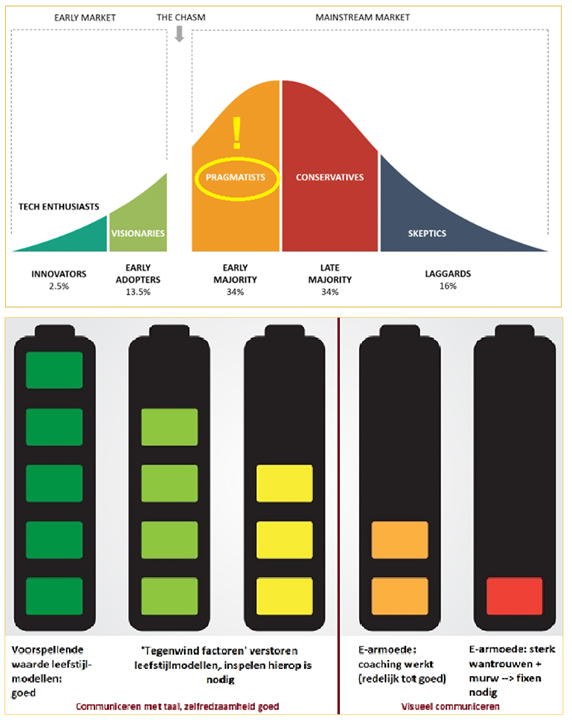 EARLY MARKET
THE CHASM
MAINSTREAM MARKET
!
PRAGMATISTS
CONSERVATIVES
TECH ENTHUSIASTS
VISIONARIES
SKEPTICS
INNOVATORS
2.5%
EARLY
ADOPTERS
13.5%
EARLY
MAJORITY
34%
LATE
MAJORITY
34%
LAGGARDS
16%
Voorspellende
waarde leefstijl-
modellen:
goed
'Tegenwind factoren' verstoren
leefstijlmodellen,. inspelen hierop is
nodig
E-armoede:
coaching werkt
(redelijk tot goed)
E-armoede: sterk
wantrouwen +
murw --> fixen
nodig
Communiceren met taal, zelfredzaamheid goed
Visueel communiceren